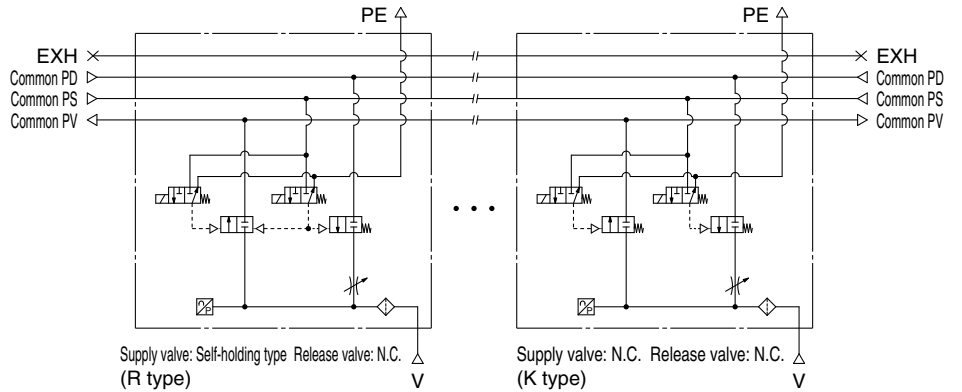 PE PE
EXH EXH
Common PD Common PD
Common PS Common PS
Common PV Common PV
P P
Supply valve: Self-holding type Release valve: N.C. Supply valve: N.C. Release valve: N.C.
(R type) V (K type) V